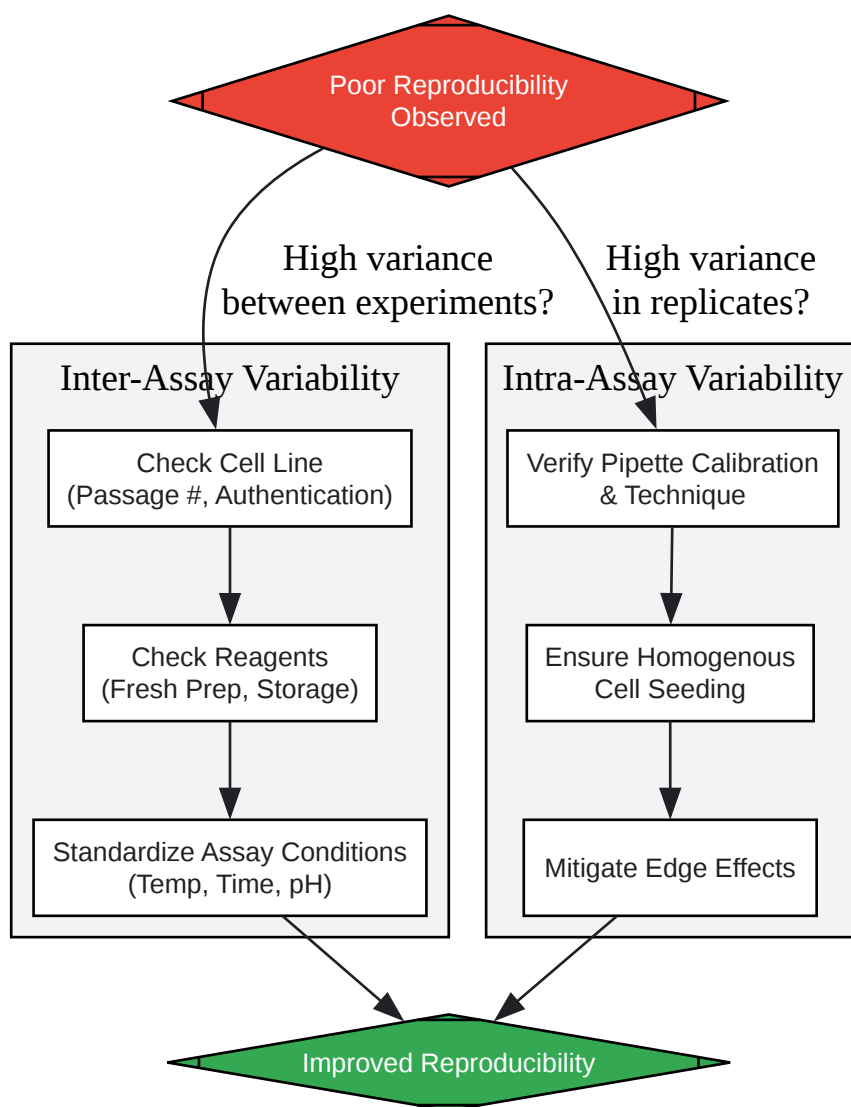 Poor Reproducibility
Observed
High variance
between experiments?
High variance
in replicates?
Inter-Assay Variability
Check Cell Line
(Passage #, Authentication)
Check Reagents
(Fresh Prep, Storage)
Standardize Assay Conditions
(Temp, Time, pH)
Intra-Assay Variability
Verify Pipette Calibration
& Technique
Ensure Homogenous
Cell Seeding
Mitigate Edge Effects
Improved Reproducibility